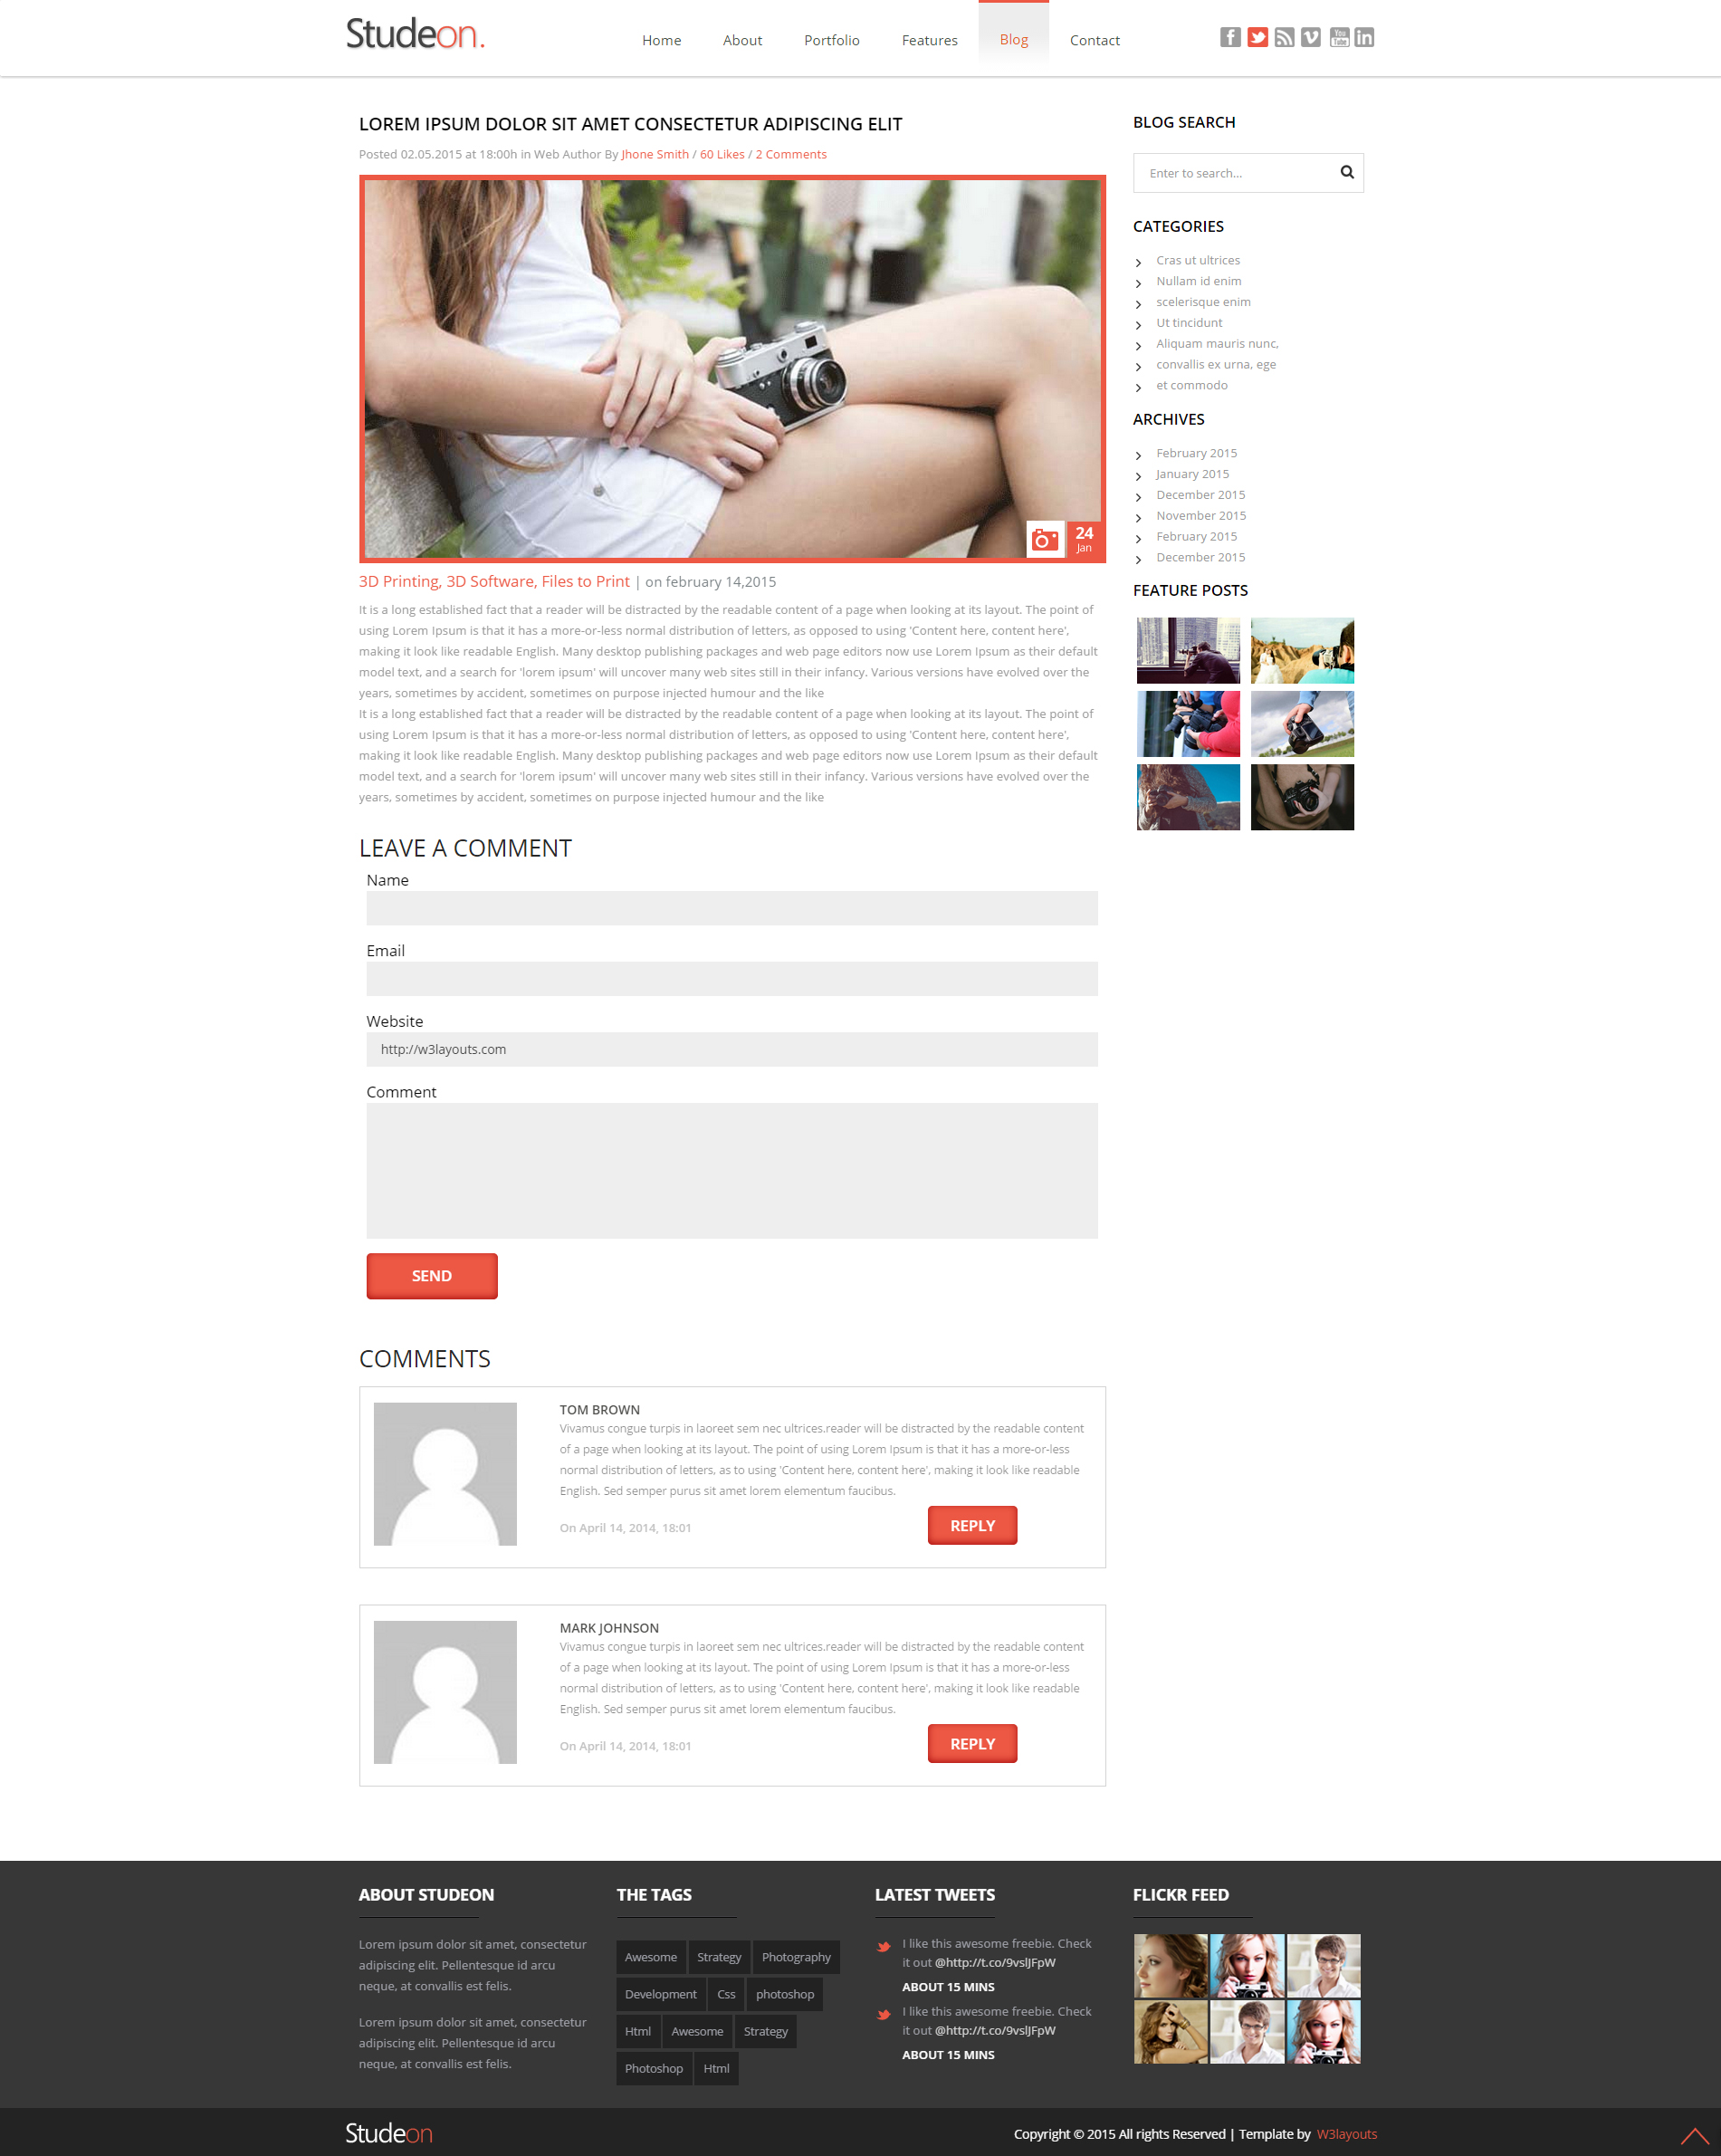 Studeon.
Home About Portfolio Features Blog Contact
LOREM IPSUM DOLOR SIT AMET CONSECTETUR ADIPISCING ELIT
Posted 02.05.2015 at 18:00h in Web Author By Jhone Smith / 60 Likes / 2 Comments
24
Jan
3D Printing, 3D Software, Files to Print | on february 14,2015
It is a long established fact that a reader will be distracted by the readable content of a page when looking at its layout. The point of
using Lorem Ipsum is that it has a more-or-less normal distribution of letters, as opposed to using 'Content here, content here',
making it look like readable English. Many desktop publishing packages and web page editors now use Lorem Ipsum as their default
model text, and a search for 'lorem ipsum' will uncover many web sites still in their infancy. Various versions have evolved over the
years, sometimes by accident, sometimes on purpose injected humour and the like
It is a long established fact that a reader will be distracted by the readable content of a page when looking at its layout. The point of
using Lorem Ipsum is that it has a more-or-less normal distribution of letters, as opposed to using 'Content here, content here',
making it look like readable English. Many desktop publishing packages and web page editors now use Lorem Ipsum as their default
model text, and a search for 'lorem ipsum' will uncover many web sites still in their infancy. Various versions have evolved over the
years, sometimes by accident, sometimes on purpose injected humour and the like
LEAVE A COMMENT
Name
Email
Website
http://w3layouts.com
Comment
SEND
COMMENTS
TOM BROWN
Vivamus congue turpis in laoreet sem nec ultrices.reader will be distracted by the readable content
of a page when looking at its layout. The point of using Lorem Ipsum is that it has a more-or-less
normal distribution of letters, as to using 'Content here, content here', making it look like readable
English. Sed semper purus sit amet lorem elementum faucibus.
On April 14, 2014, 18:01
REPLY
MARK JOHNSON
Vivamus congue turpis in laoreet sem nec ultrices.reader will be distracted by the readable content
of a page when looking at its layout. The point of using Lorem Ipsum is that it has a more-or-less
normal distribution of letters, as to using 'Content here, content here', making it look like readable
English. Sed semper purus sit amet lorem elementum faucibus.
On April 14, 2014, 18:01
REPLY
BLOG SEARCH
Enter to search...
CATEGORIES
Cras ut ultrices
Nullam id enim
scelerisque enim
Ut tincidunt
Aliquam mauris nunc,
convallis ex urna, ege
et commodo
ARCHIVES
February 2015
January 2015
December 2015
November 2015
February 2015
December 2015
FEATURE POSTS
ABOUT STUDEON
Lorem ipsum dolor sit amet, consectetur
adipiscing elit. Pellentesque id arcu
neque, at convallis est felis.
Lorem ipsum dolor sit amet, consectetur
adipiscing elit. Pellentesque id arcu
neque, at convallis est felis.
THE TAGS
Awesome Strategy Photography
Development Css photoshop
Html Awesome Strategy
Photoshop Html
LATEST TWEETS
I like this awesome freebie. Check
it out @http://t.co/9vslJFpW
ABOUT 15 MINS
I like this awesome freebie. Check
it out @http://t.co/9vslJFpW
ABOUT 15 MINS
FLICKR FEED
Studeon
Copyright © 2015 All rights Reserved | Template by W3layouts